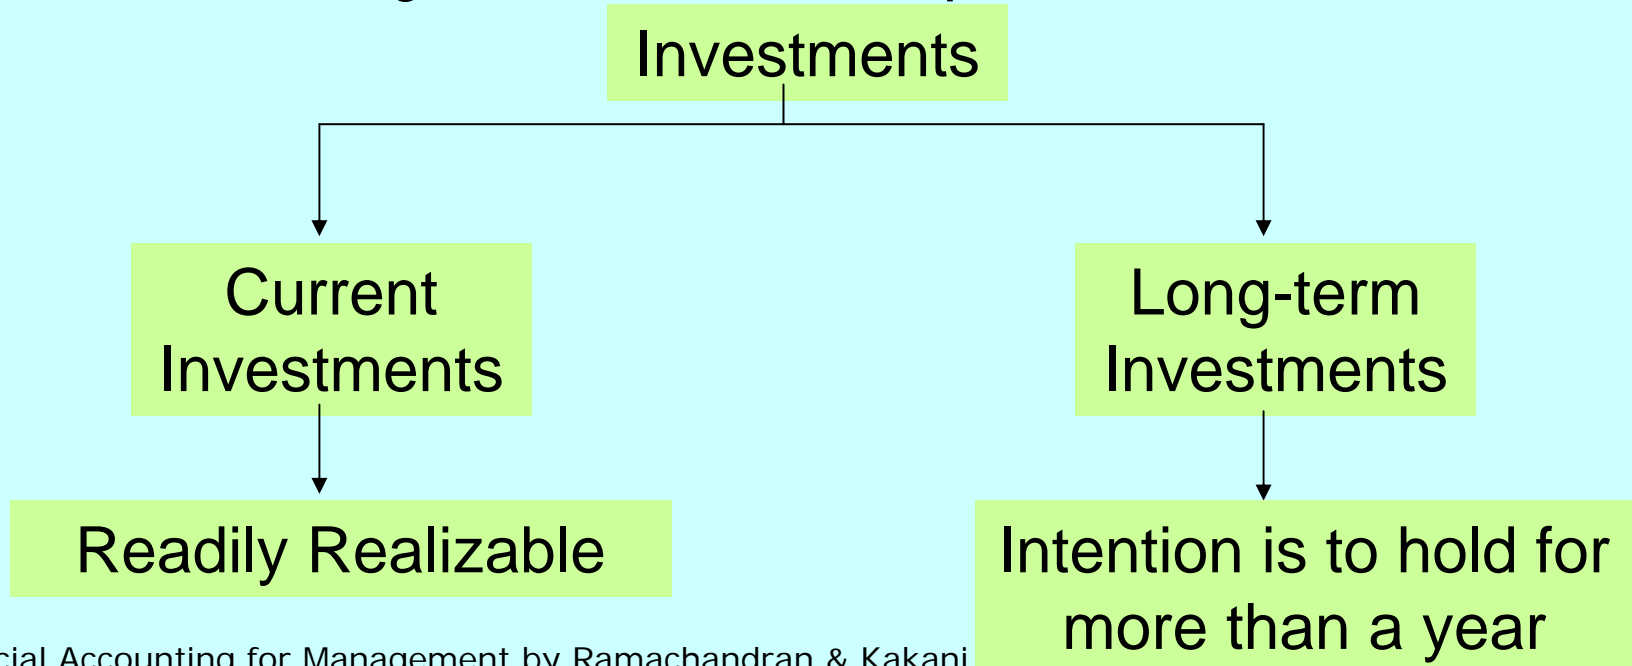 Investments
Current
Investments
Long-term
Investments
Readily Realizable
Intention is to hold for
more than a year
cial Accounting for Management by Ramachandran & Kakani